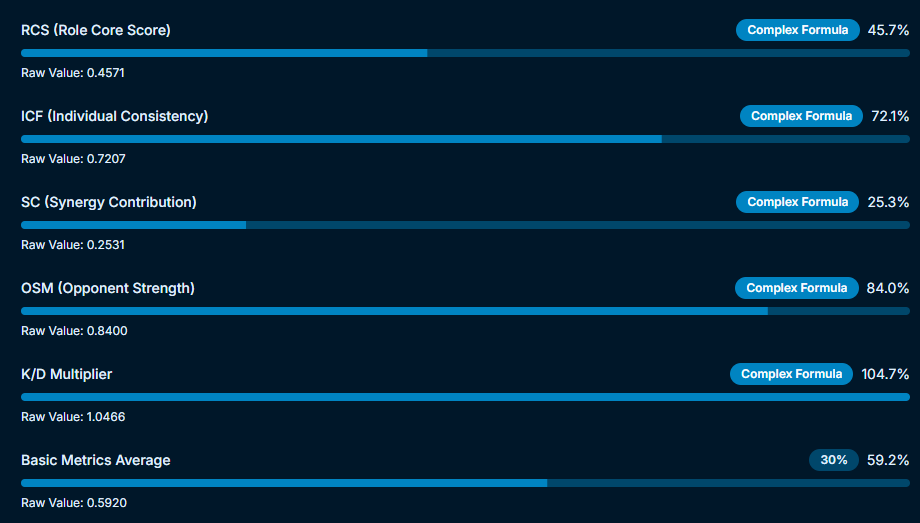 RCS (Role Core Score) Complex Formula 45.7%
Raw Value: 0.4571
ICF (Individual Consistency) Complex Formula 72.1%
Raw Value: 0.7207
SC (Synergy Contribution) Complex Formula 25.3%
Raw Value: 0.2531
OSM (Opponent Strength) Complex Formula 84.0%
Raw Value: 0.8400
K/D Multiplier Complex Formula 104.7%
Raw Value: 1.0466
Basic Metrics Average 30% 59.2%
Raw Value: 0.5920